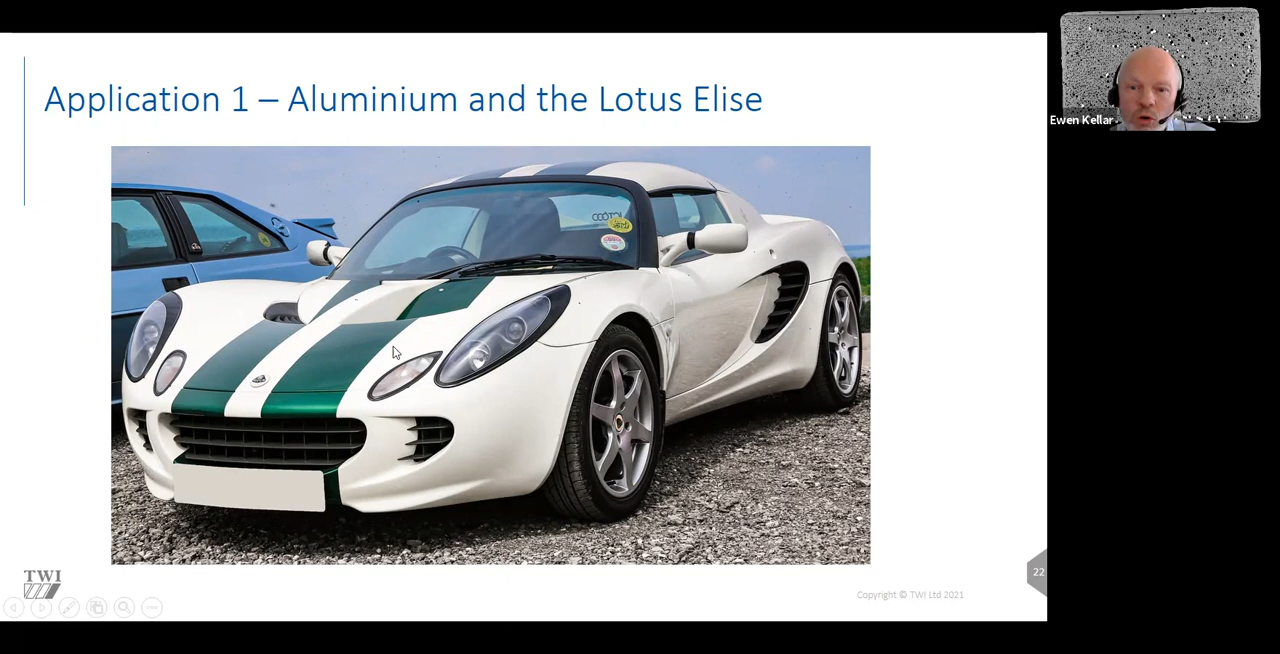 Application 1 – Aluminium and the Lotus Elise
Ewen Kellar
TWI
22
Copyright © TWI Ltd 2021